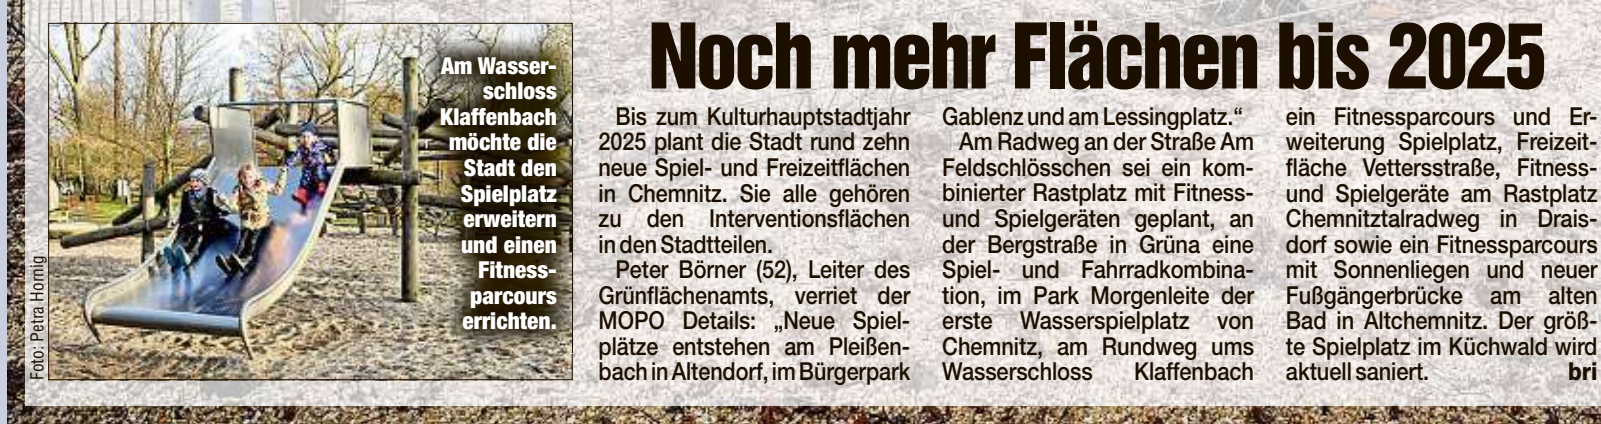 Noch mehr Flächen bis 2025
Am Wasser-
schloss
Klaffenbach
möchte die
Stadt den
Spielplatz
erweitern
und einen
Fitness-
parcours
errichten.
Foto: Petra Hornig
Bis zum Kulturhauptstadtjahr
2025 plant die Stadt rund zehn
neue Spiel- und Freizeitflächen
in Chemnitz. Sie alle gehören
zu den Interventionsflächen
in den Stadtteilen.
Peter Börner (52), Leiter des
Grünflächenamts, verriet der
MOPO Details: „Neue Spiel-
plätze entstehen am Pleißen-
bach in Altendorf, im Bürgerpark
Gablenz und am Lessingplatz.“
Am Radweg an der Straße Am
Feldschlösschen sei ein kom-
binierter Rastplatz mit Fitness-
und Spielgeräten geplant, an
der Bergstraße in Grüna eine
Spiel- und Fahrradkombina-
tion, im Park Morgenleite der
erste Wasserspielplatz von
Chemnitz, am Rundweg ums
Wasserschloss Klaffenbach
ein Fitnessparcours und Er-
weiterung Spielplatz, Freizeit-
fläche Vettersstraße, Fitness-
und Spielgeräte am Rastplatz
Chemnitztalradweg in Drais-
dorf sowie ein Fitnessparcours
mit Sonnenliegen und neuer
Fußgängerbrücke am alten
Bad in Altchemnitz. Der größ-
te Spielplatz im Küchwald wird
aktuell saniert. bri